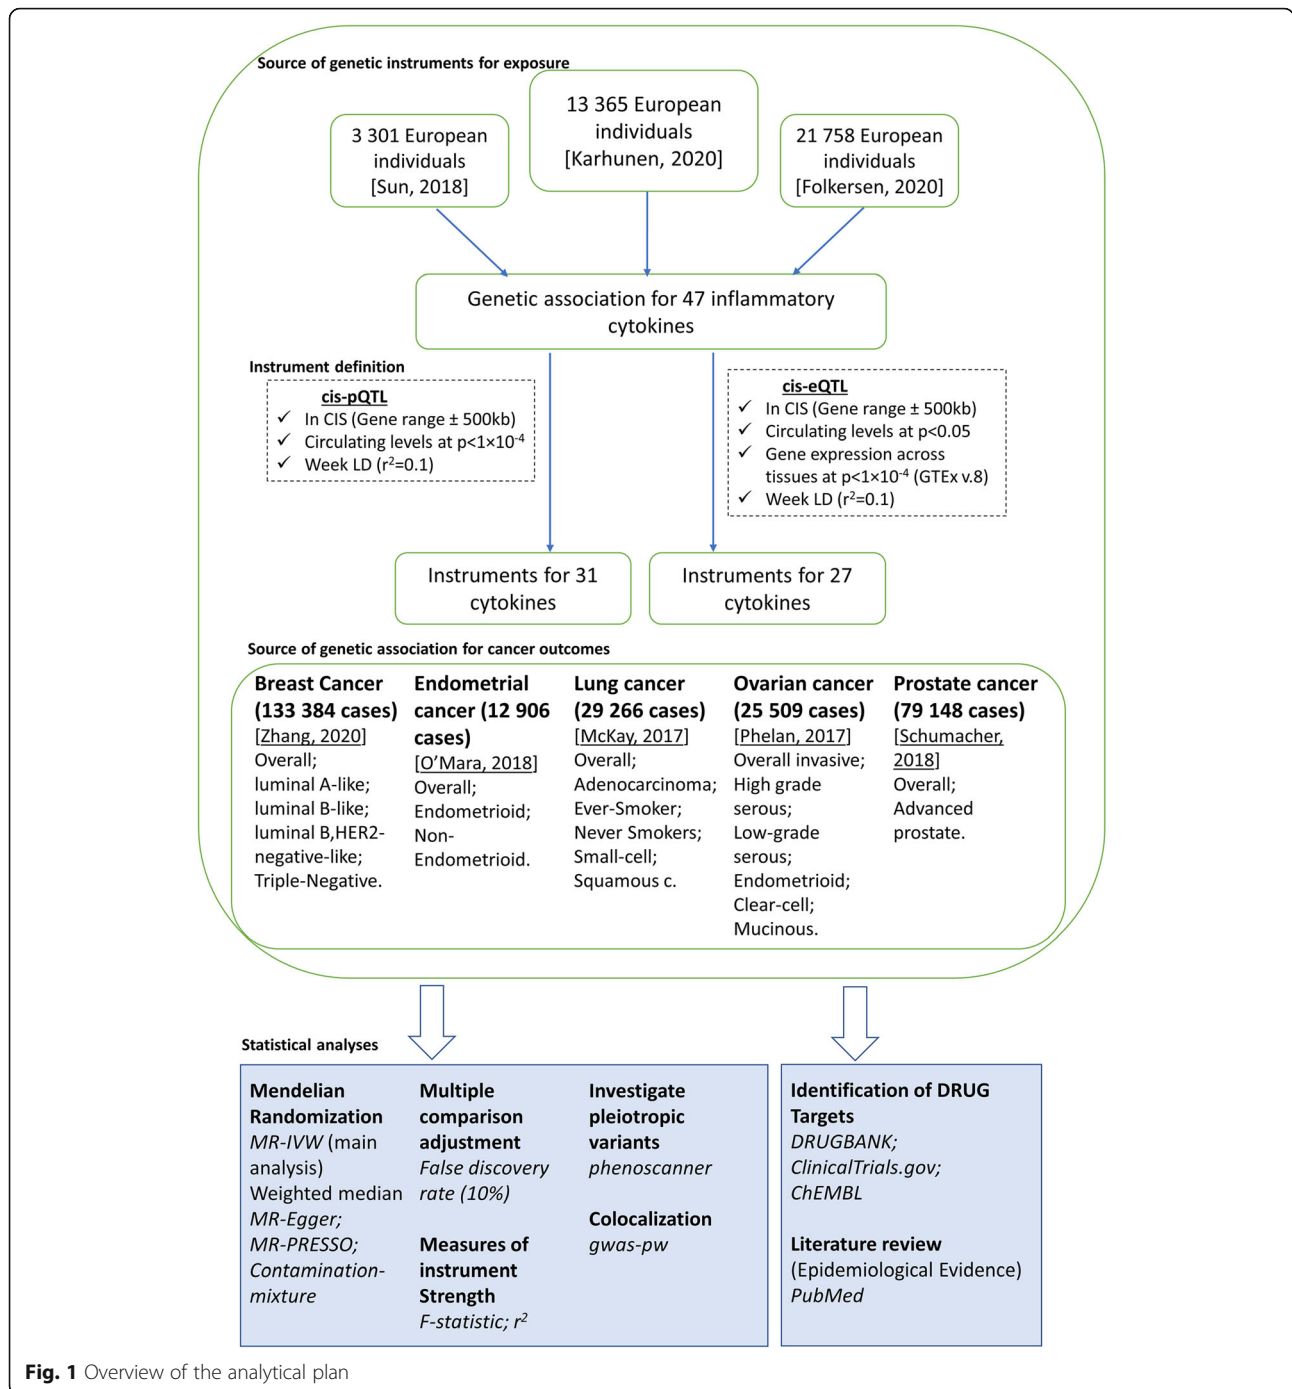 Source of genetic instruments for exposure
3 301 European
individuals
[Sun, 2018]
13 365 European
individuals
[Karhunen, 2020]
21 758 European
individuals
[Folkersen, 2020]
Genetic association for 47 inflammatory
cytokines
Instrument definition
cis-pQTL
✓ In CIS (Gene range ± 500kb)
✓ Circulating levels at p<1×10⁻⁴
✓ Week LD (r²=0.1)
cis-eQTL
✓ In CIS (Gene range ± 500kb)
✓ Circulating levels at p<0.05
✓ Gene expression across
tissues at p<1×10⁻⁴ (GTEx v.8)
✓ Week LD (r²=0.1)
Instruments for 31
cytokines
Instruments for 27
cytokines
Source of genetic association for cancer outcomes
Breast Cancer
(133 384 cases)
[Zhang, 2020]
Overall;
luminal A-like;
luminal B-like;
luminal B,HER2-
negative-like;
Triple-Negative.
Endometrial
cancer (12 906
cases)
[O’Mara, 2018]
Overall;
Endometrioid;
Non-
Endometrioid.
Lung cancer
(29 266 cases)
[McKay, 2017]
Overall;
Adenocarcinoma;
Ever-Smoker;
Never Smokers;
Small-cell;
Squamous c.
Ovarian cancer
(25 509 cases)
[Phelan, 2017]
Overall invasive;
High grade
serous;
Low-grade
serous;
Endometrioid;
Clear-cell;
Mucinous.
Prostate cancer
(79 148 cases)
[Schumacher,
2018]
Overall;
Advanced
prostate.
Statistical analyses
Mendelian
Randomization
MR-IVW (main
analysis)
Weighted median
MR-Egger;
MR-PRESSO;
Contamination-
mixture
Multiple
comparison
adjustment
False discovery
rate (10%)
Measures of
instrument
Strength
F-statistic; r²
Investigate
pleiotropic
variants
phenoscanner
Colocalization
gwas-pw
Identification of DRUG
Targets
DRUGBANK;
ClinicalTrials.gov;
ChEMBL
Literature review
(Epidemiological Evidence)
PubMed
Fig. 1 Overview of the analytical plan